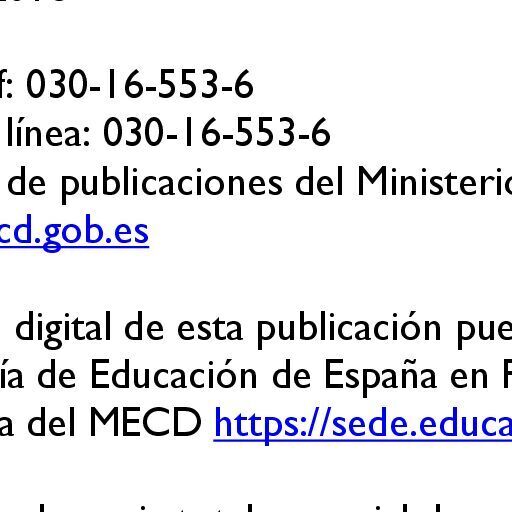 f: 030-16-553-6
línea: 030-16-553-6
de publicaciones del Ministerio
cd.gob.es
digital de esta publicación pue
ía de Educación de España en F
a del MECD https://sede.educa